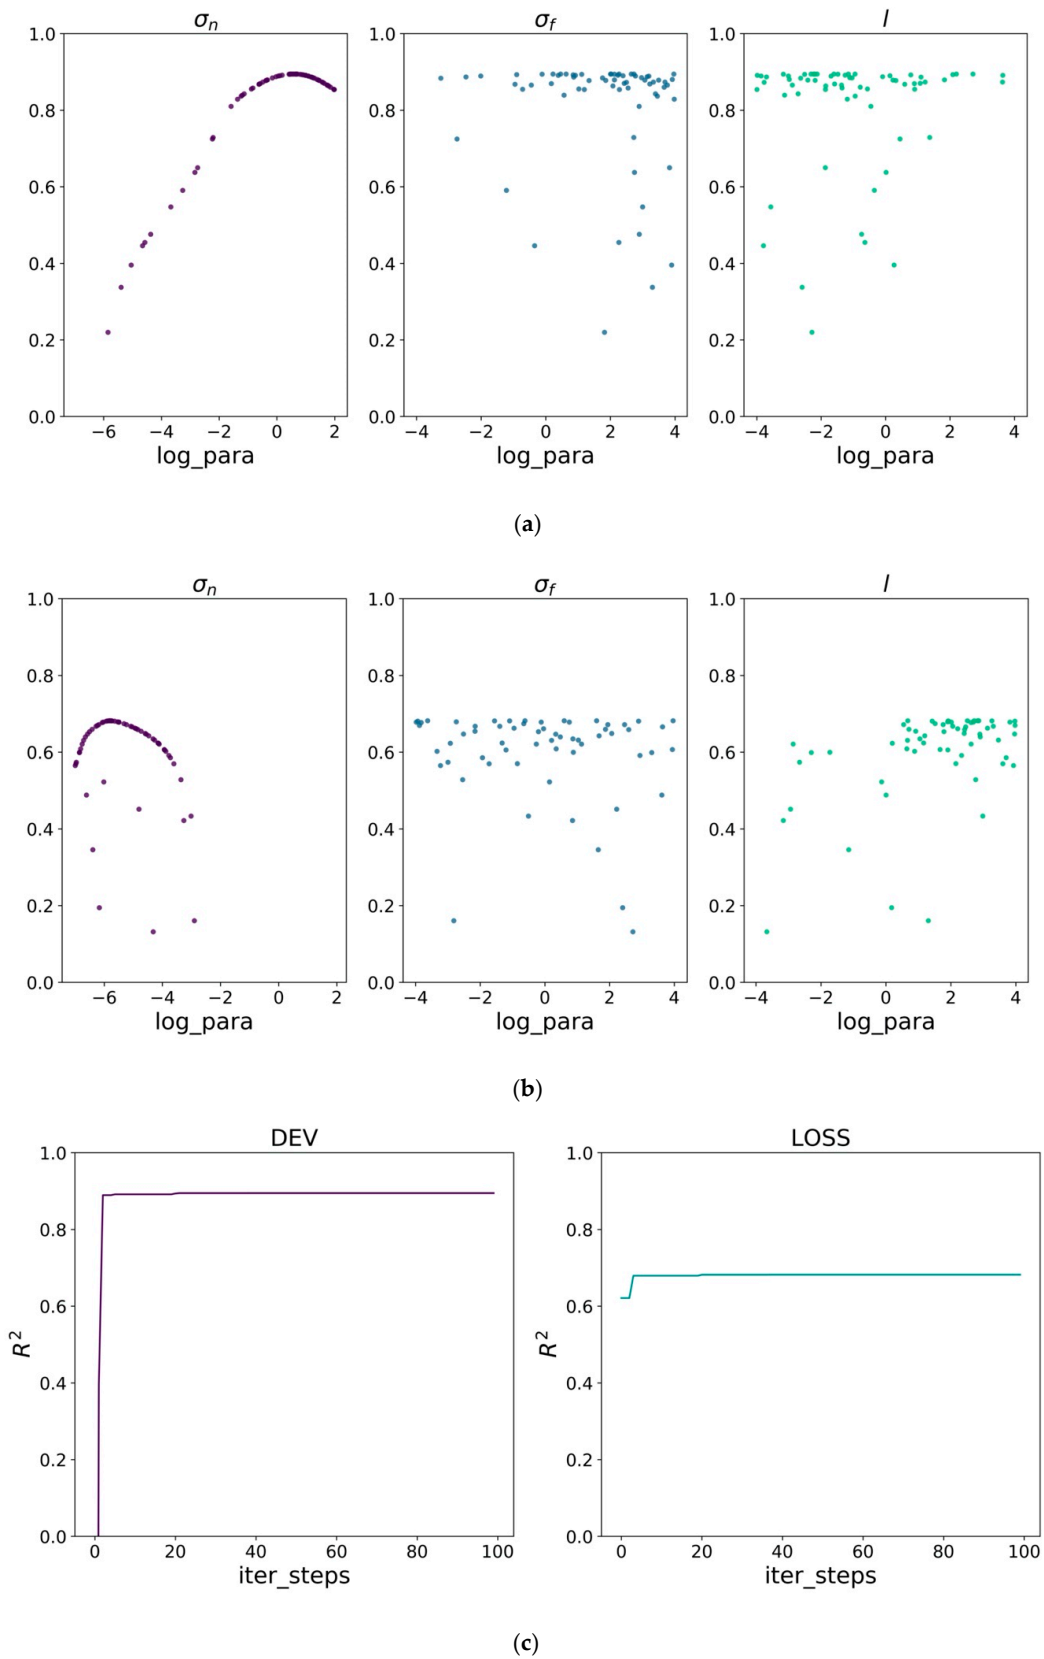 σn σf l
1.0 1.0 1.0
0.8 0.8 0.8
0.6 0.6 0.6
0.4 0.4 0.4
0.2 0.2 0.2
0.0 0.0 0.0
−6 −4 −2 0 2 −4 −2 0 2 4 −4 −2 0 2 4
log_para log_para log_para
(a)
σn σf l
1.0 1.0 1.0
0.8 0.8 0.8
0.6 0.6 0.6
0.4 0.4 0.4
0.2 0.2 0.2
0.0 0.0 0.0
−6 −4 −2 0 2 −4 −2 0 2 4 −4 −2 0 2 4
log_para log_para log_para
(b)
DEV LOSS
1.0 1.0
0.8 0.8
0.6 0.6
R² R²
0.4 0.4
0.2 0.2
0.0 0.0
0 20 40 60 80 100 0 20 40 60 80 100
iter_steps iter_steps
(c)